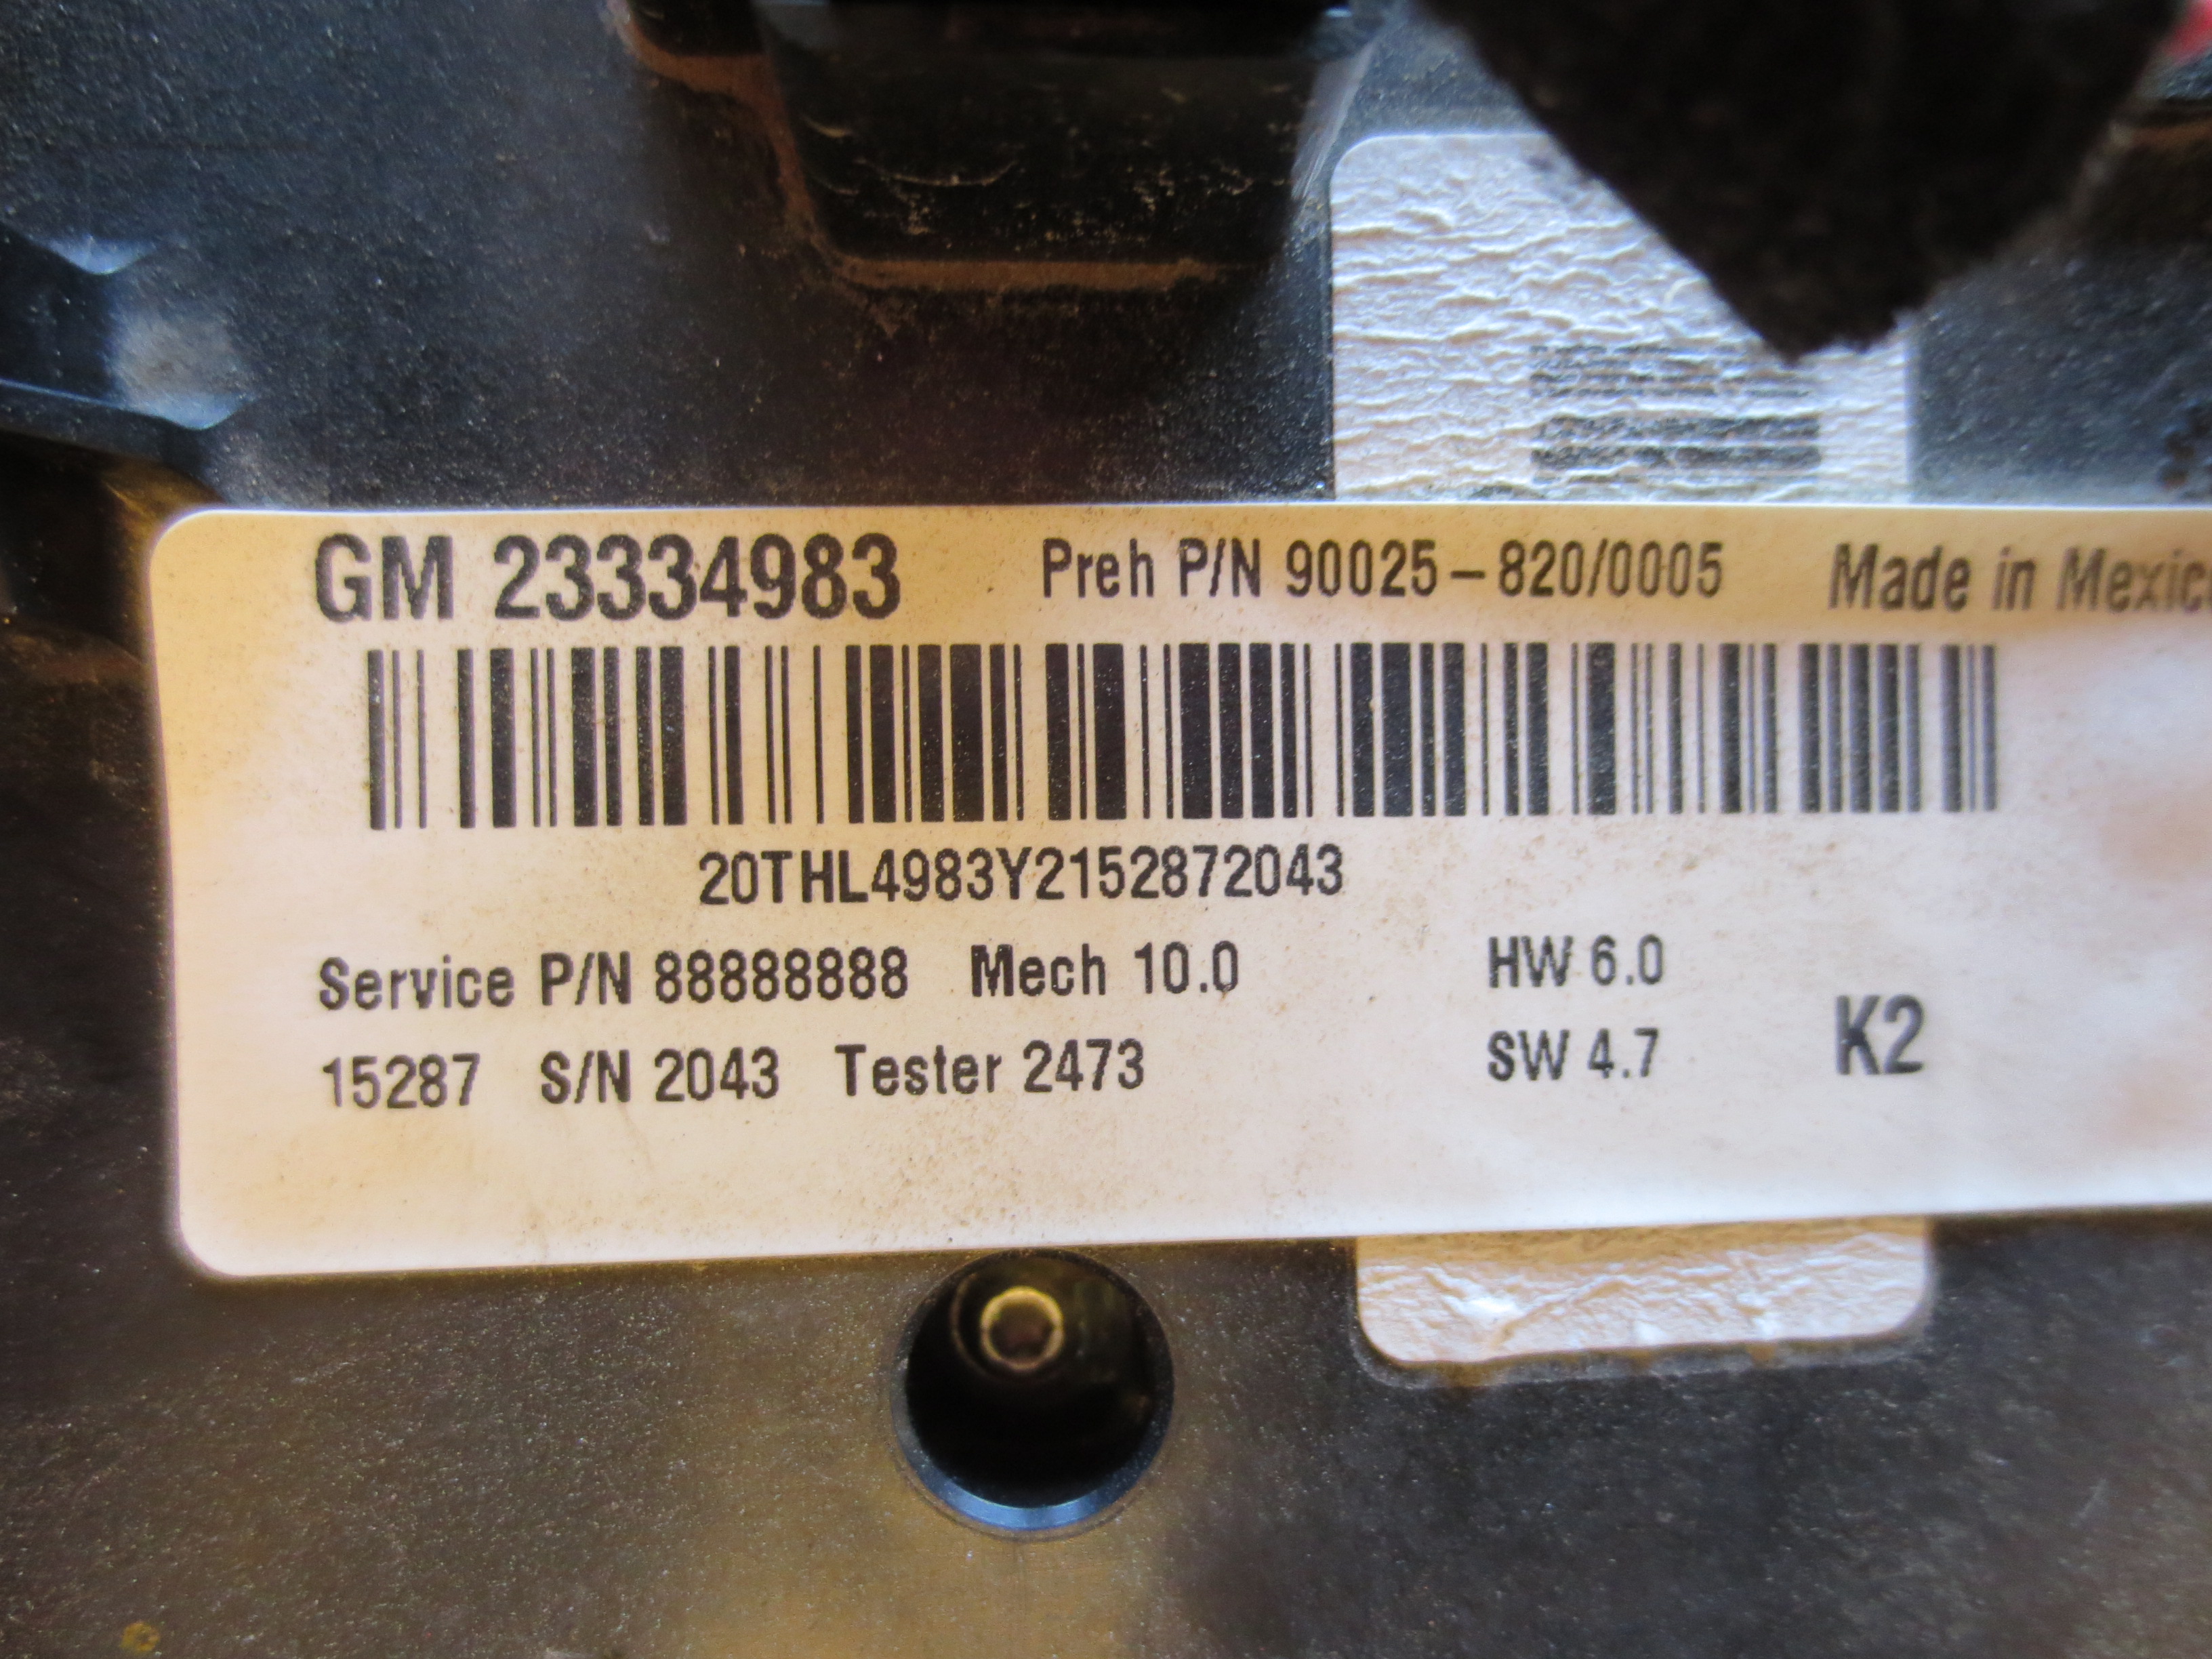 GM 23334983 Preh P/N 90025-820/0005 Made in Mexico
20THL4983Y2152872043
Service P/N 88888888 Mech 10.0 HW 6.0
15287 S/N 2043 Tester 2473 SW 4.7 K2